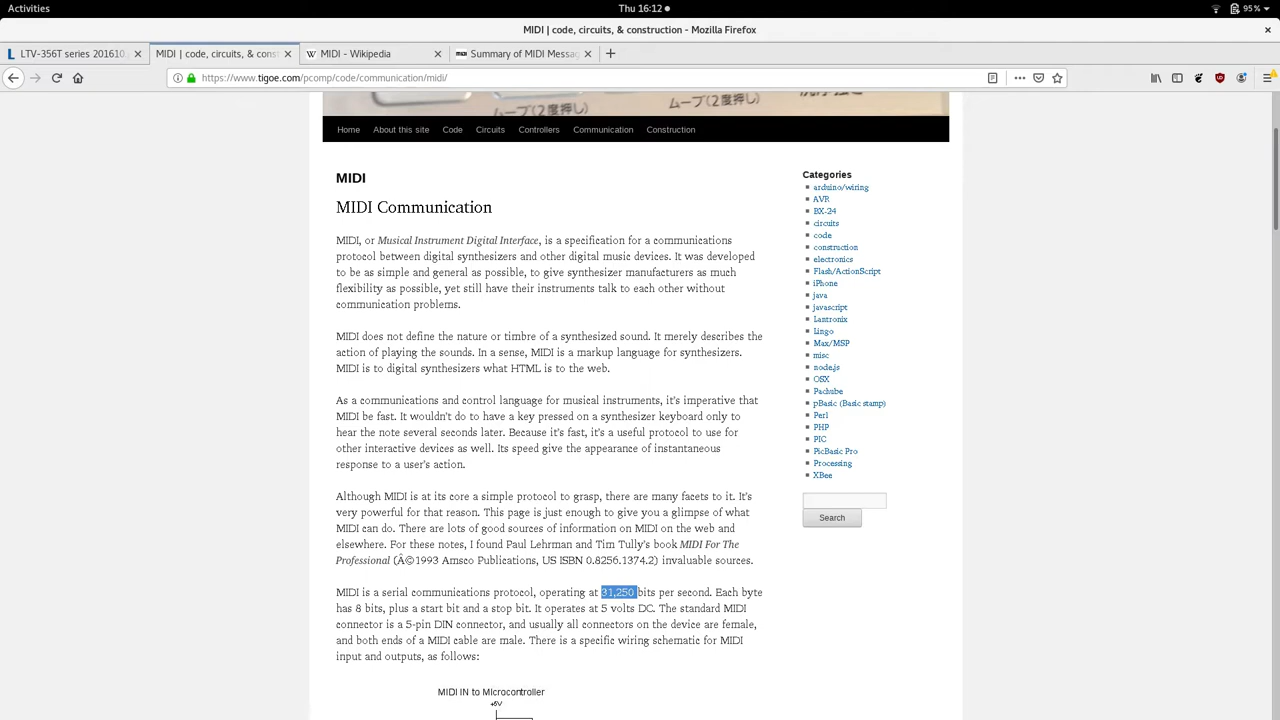 Activities
Thu 16:12
95%
MIDI | code, circuits, & construction - Mozilla Firefox
LTV-356T series 201610
MIDI | code, circuits, & cons
MIDI - Wikipedia
Summary of MIDI Messag
https://www.tigoe.com/pcomp/code/communication/midi/
ムーブ(2度押し)
ムーブ(2度押し)
Home About this site Code Circuits Controllers Communication Construction
MIDI
MIDI Communication
MIDI, or Musical Instrument Digital Interface, is a specification for a communications
protocol between digital synthesizers and other digital music devices. It was developed
to be as simple and general as possible, to give synthesizer manufacturers as much
flexibility as possible, yet still have their instruments talk to each other without
communication problems.
MIDI does not define the nature or timbre of a synthesized sound. It merely describes the
action of playing the sounds. In a sense, MIDI is a markup language for synthesizers.
MIDI is to digital synthesizers what HTML is to the web.
As a communications and control language for musical instruments, it's imperative that
MIDI be fast. It wouldn't do to have a key pressed on a synthesizer keyboard only to
hear the note several seconds later. Because it's fast, it's a useful protocol to use for
other interactive devices as well. Its speed give the appearance of instantaneous
response to a user's action.
Although MIDI is at its core a simple protocol to grasp, there are many facets to it. It's
very powerful for that reason. This page is just enough to give you a glimpse of what
MIDI can do. There are lots of good sources of information on MIDI on the web and
elsewhere. For these notes, I found Paul Lehrman and Tim Tully's book MIDI For The
Professional (Â©1993 Amsco Publications, US ISBN 0.8256.1374.2) invaluable sources.
MIDI is a serial communications protocol, operating at 31,250 bits per second. Each byte
has 8 bits, plus a start bit and a stop bit. It operates at 5 volts DC. The standard MIDI
connector is a 5-pin DIN connector, and usually all connectors on the device are female,
and both ends of a MIDI cable are male. There is a specific wiring schematic for MIDI
input and outputs, as follows:
MIDI IN to Microcontroller
+5V
Categories
arduino/wiring
AVR
BX-24
circuits
code
construction
electronics
Flash/ActionScript
iPhone
java
javascript
Lantronix
Lingo
Max/MSP
misc
node.js
OSX
Pachube
pBasic (Basic stamp)
Perl
PHP
PIC
PicBasic Pro
Processing
XBee
Search